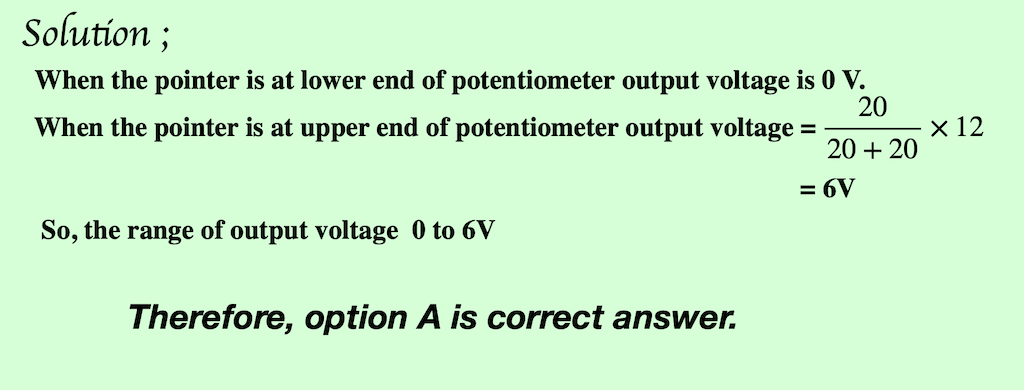 Solution ;
When the pointer is at lower end of potentiometer output voltage is 0 V.
When the pointer is at upper end of potentiometer output voltage = 20 / (20 + 20) × 12
= 6V
So, the range of output voltage 0 to 6V
Therefore, option A is correct answer.